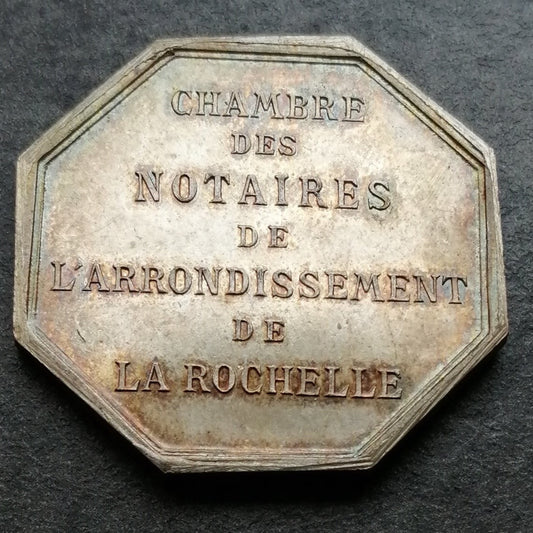 CHAMBRE
DES
NOTAIRES
DE
L'ARRONDISSEMENT
DE
LA ROCHELLE